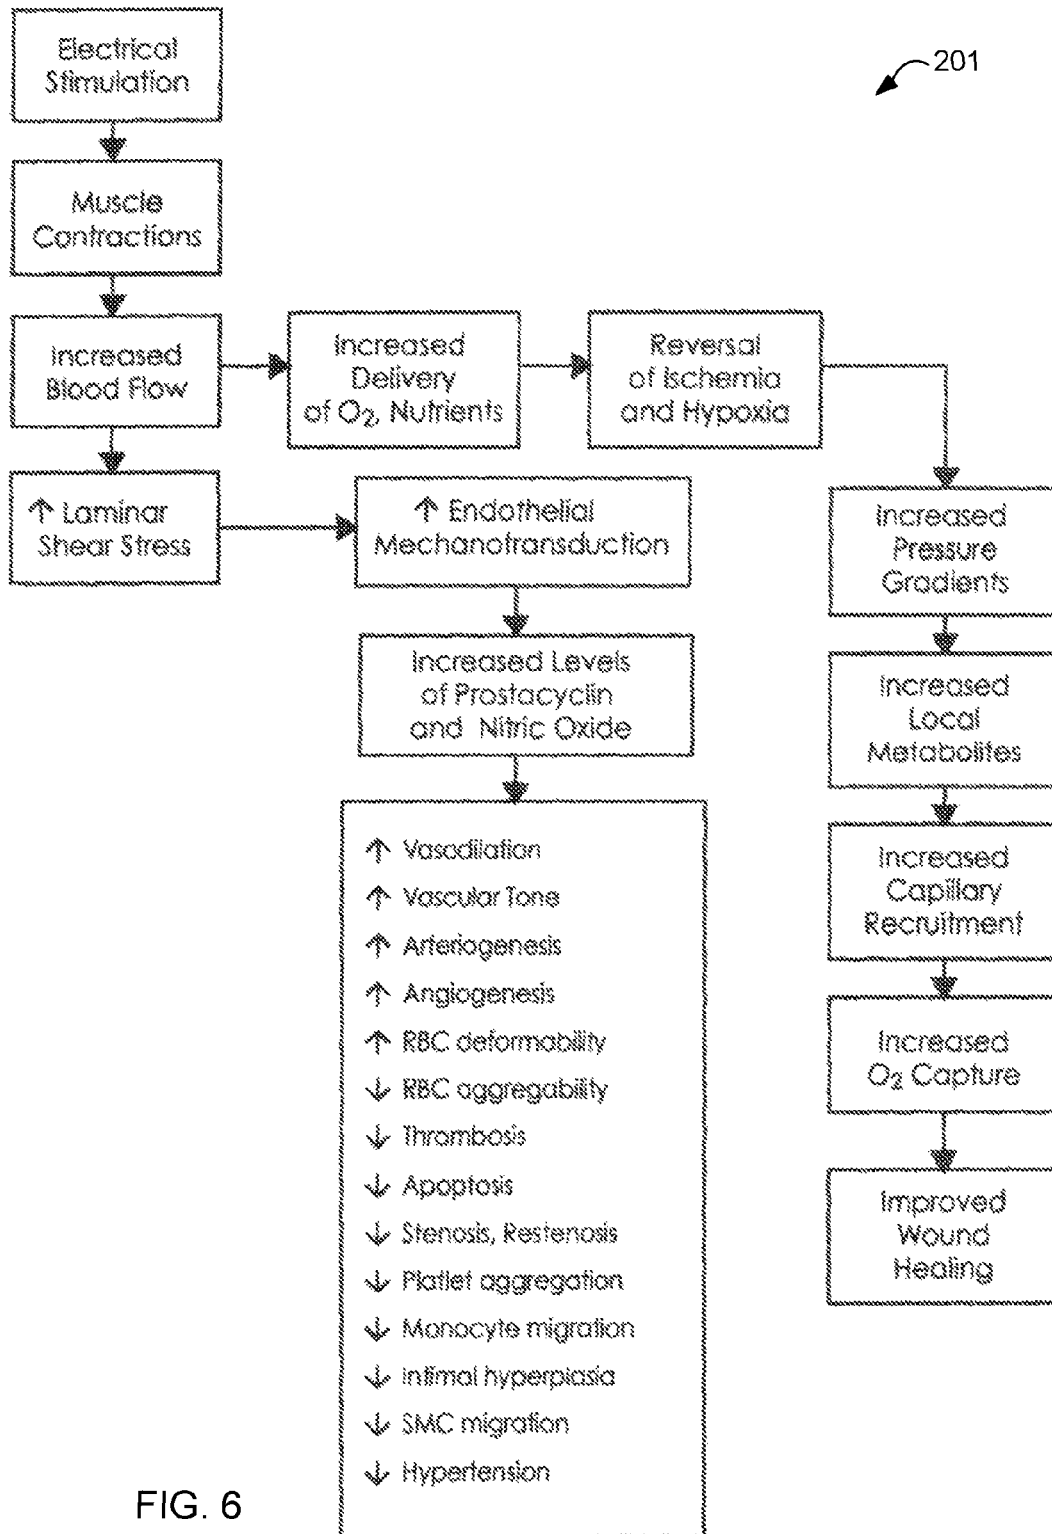 201
Electrical
Stimulation
Muscle
Contractions
Increased
Blood Flow
Increased
Delivery
of O₂, Nutrients
Reversal
of Ischemia
and Hypoxia
↑ Laminar
Shear Stress
↑ Endothelial
Mechanotransduction
Increased Levels
of Prostacyclin
and Nitric Oxide
↑ Vasodilation
↑ Vascular Tone
↑ Arteriogenesis
↑ Angiogenesis
↑ RBC deformability
↓ RBC aggregability
↓ Thrombosis
↓ Apoptosis
↓ Stenosis, Restenosis
↓ Platlet aggregation
↓ Monocyte migration
↓ Intimal hyperplasia
↓ SMC migration
↓ Hypertension
Increased
Pressure
Gradients
Increased
Local
Metabolites
Increased
Capillary
Recruitment
Increased
O₂ Capture
Improved
Wound
Healing
FIG. 6